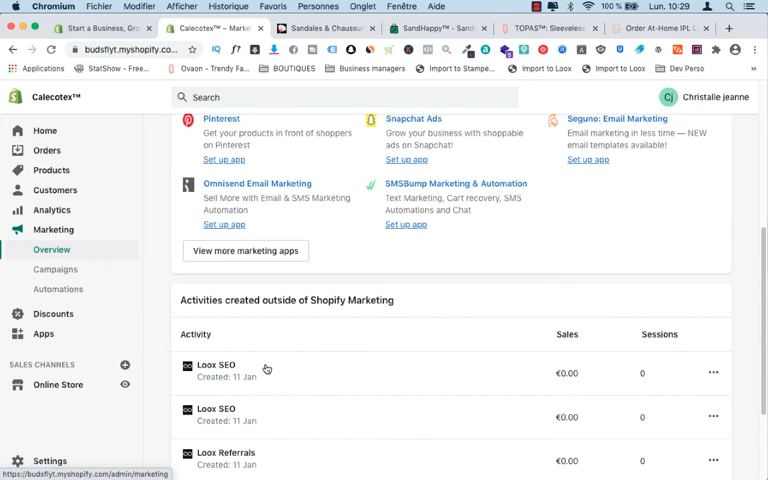 Chromium Fichier Modifier Affichage Historique Favoris Personnes Onglet Fenêtre Aide 100 % Lun. 10:29
Start a Business, Gro Calecotex™ ~ Marke Sandales & Chaussur SandHappy™ - Sand TOPAS™: Sleeveless Order At-Home IPL L
budsflyt.myshopify.co...
Applications StatShow - Free... Ovaon - Trendy Fa... BOUTIQUES Business managers Import to Stampe... Import to Loox Import to Loox Dev Perso
Calecotex™ Search Cj Christalle jeanne
Home
Orders
Products
Customers
Analytics
Marketing
Overview
Campaigns
Automations
Discounts
Apps
SALES CHANNELS
Online Store
Settings
https://budsflyt.myshopify.com/admin/marketing
Pinterest
Get your products in front of shoppers
on Pinterest
Set up app
Snapchat Ads
Grow your business with shoppable
ads on Snapchat!
Set up app
Seguno: Email Marketing
Email marketing in less time — NEW
email templates available!
Set up app
Omnisend Email Marketing
Sell More with Email & SMS Marketing
Automation
Set up app
SMSBump Marketing & Automation
Text Marketing, Cart recovery, SMS
Automations and Chat
Set up app
View more marketing apps
Activities created outside of Shopify Marketing
Activity Sales Sessions
Loox SEO
Created: 11 Jan €0.00 0
Loox SEO
Created: 11 Jan €0.00 0
Loox Referrals
Created: 11 Jan €0.00 0